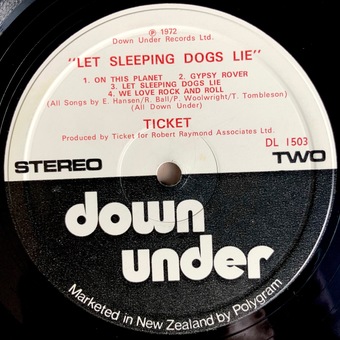 ℗ 1972
Down Under Records Ltd.
"LET SLEEPING DOGS LIE"
1. ON THIS PLANET 2. GYPSY ROVER
3. LET SLEEPING DOGS LIE
4. WE LOVE ROCK AND ROLL
(All Songs by E. Hansen/R. Ball/P. Woolwright/T. Tombleson)
(All Down Under)
TICKET
Produced by Ticket for Robert Raymond Associates Ltd.
DL 1503
STEREO TWO
down
under
Marketed in New Zealand by Polygram